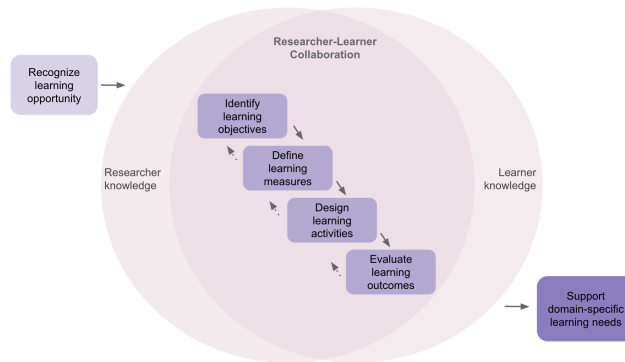 Researcher-Learner
Collaboration
Recognize
learning
opportunity
Identify
learning
objectives
Define
learning
measures
Researcher
knowledge
Learner
knowledge
Design
learning
activities
Evaluate
learning
outcomes
Support
domain-specific
learning needs